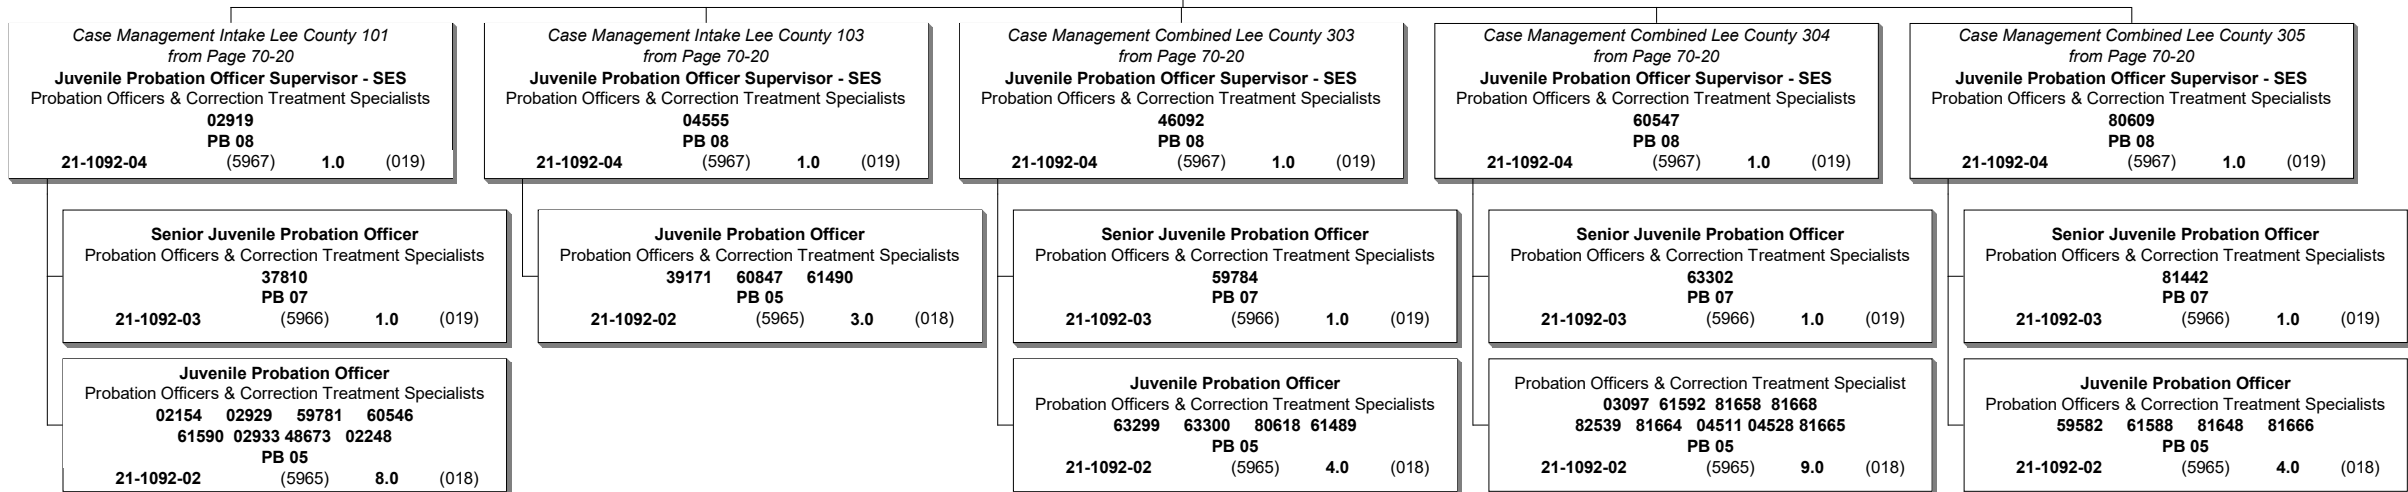 Case Management Intake Lee County 101
from Page 70-20
Juvenile Probation Officer Supervisor - SES
Probation Officers & Correction Treatment Specialists
02919
PB 08
21-1092-04 (5967) 1.0 (019)
Senior Juvenile Probation Officer
Probation Officers & Correction Treatment Specialists
37810
PB 07
21-1092-03 (5966) 1.0 (019)
Juvenile Probation Officer
Probation Officers & Correction Treatment Specialists
02154 02929 59781 60546
61590 02933 48673 02248
PB 05
21-1092-02 (5965) 8.0 (018)
Case Management Intake Lee County 103
from Page 70-20
Juvenile Probation Officer Supervisor - SES
Probation Officers & Correction Treatment Specialists
04555
PB 08
21-1092-04 (5967) 1.0 (019)
Juvenile Probation Officer
Probation Officers & Correction Treatment Specialists
39171 60847 61490
PB 05
21-1092-02 (5965) 3.0 (018)
Case Management Combined Lee County 303
from Page 70-20
Juvenile Probation Officer Supervisor - SES
Probation Officers & Correction Treatment Specialists
46092
PB 08
21-1092-04 (5967) 1.0 (019)
Senior Juvenile Probation Officer
Probation Officers & Correction Treatment Specialists
59784
PB 07
21-1092-03 (5966) 1.0 (019)
Juvenile Probation Officer
Probation Officers & Correction Treatment Specialists
63299 63300 80618 61489
PB 05
21-1092-02 (5965) 4.0 (018)
Case Management Combined Lee County 304
from Page 70-20
Juvenile Probation Officer Supervisor - SES
Probation Officers & Correction Treatment Specialists
60547
PB 08
21-1092-04 (5967) 1.0 (019)
Senior Juvenile Probation Officer
Probation Officers & Correction Treatment Specialists
63302
PB 07
21-1092-03 (5966) 1.0 (019)
Probation Officers & Correction Treatment Specialist
03097 61592 81658 81668
82539 81664 04511 04528 81665
PB 05
21-1092-02 (5965) 9.0 (018)
Case Management Combined Lee County 305
from Page 70-20
Juvenile Probation Officer Supervisor - SES
Probation Officers & Correction Treatment Specialists
80609
PB 08
21-1092-04 (5967) 1.0 (019)
Senior Juvenile Probation Officer
Probation Officers & Correction Treatment Specialists
81442
PB 07
21-1092-03 (5966) 1.0 (019)
Juvenile Probation Officer
Probation Officers & Correction Treatment Specialists
59582 61588 81648 81666
PB 05
21-1092-02 (5965) 4.0 (018)